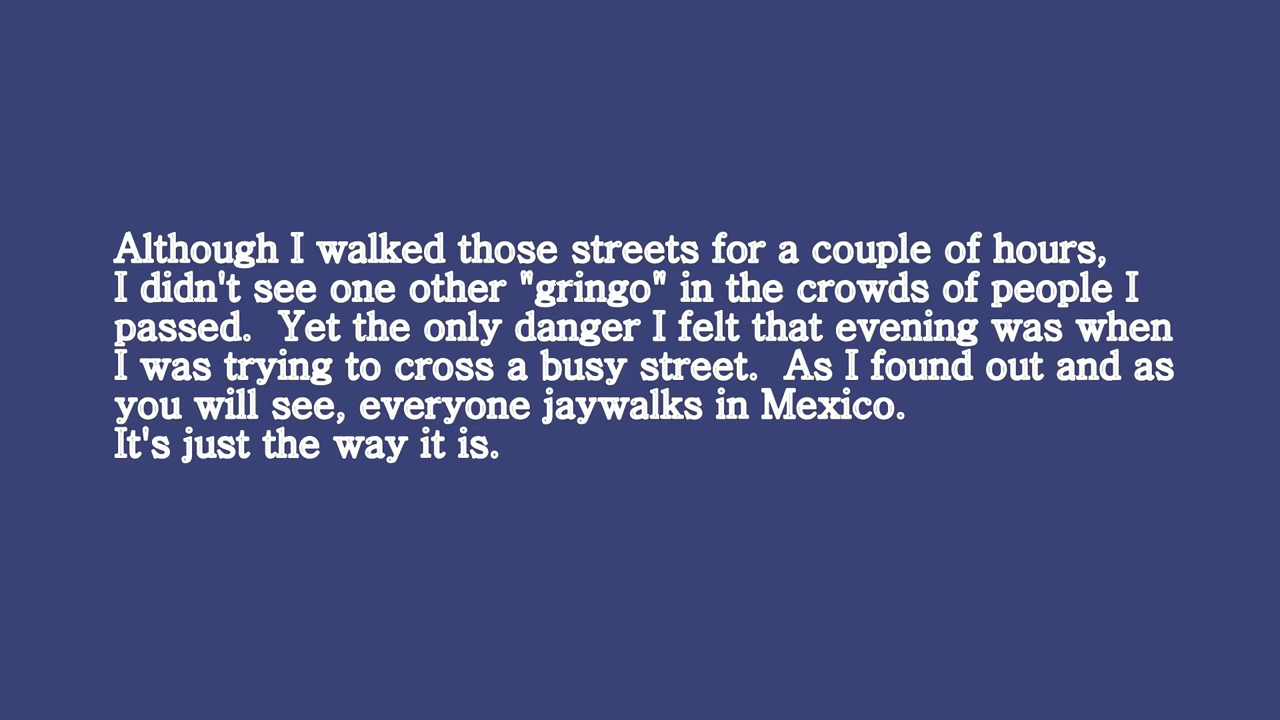 Although I walked those streets for a couple of hours,
I didn't see one other "gringo" in the crowds of people I
passed.  Yet the only danger I felt that evening was when
I was trying to cross a busy street.  As I found out and as
you will see, everyone jaywalks in Mexico.
It's just the way it is.